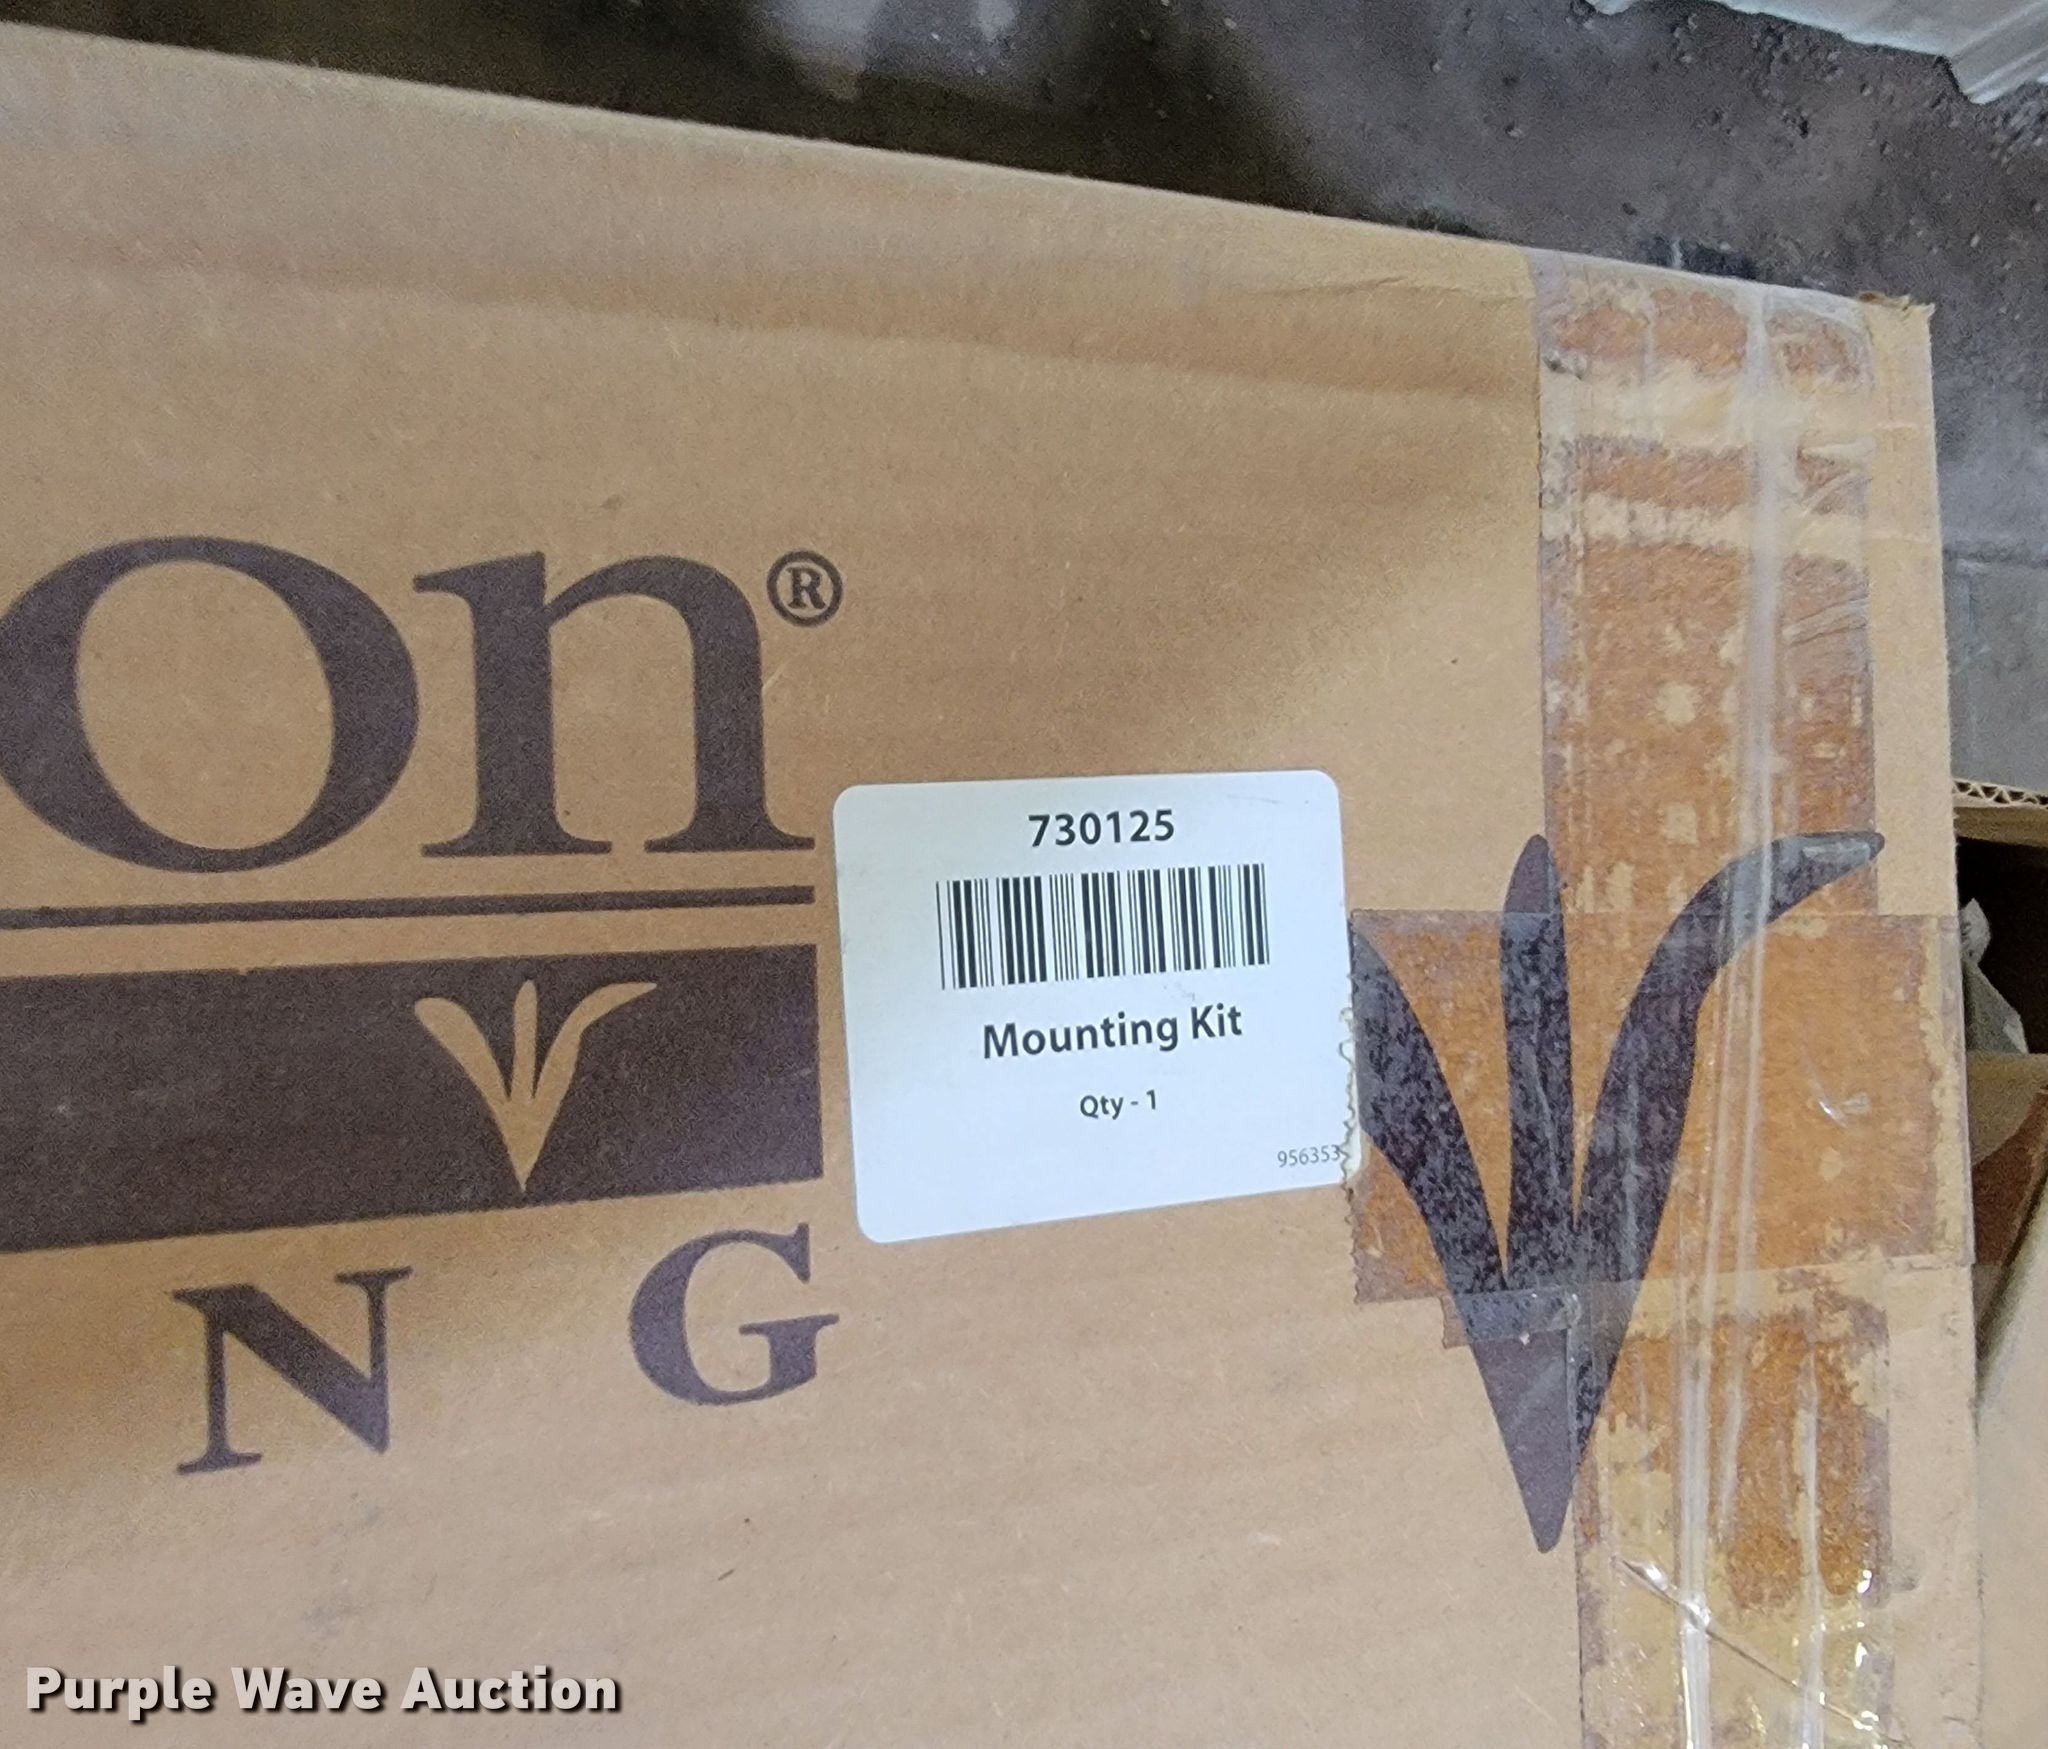 on®
N G
730125
Mounting Kit
Qty - 1
956353
Purple Wave Auction